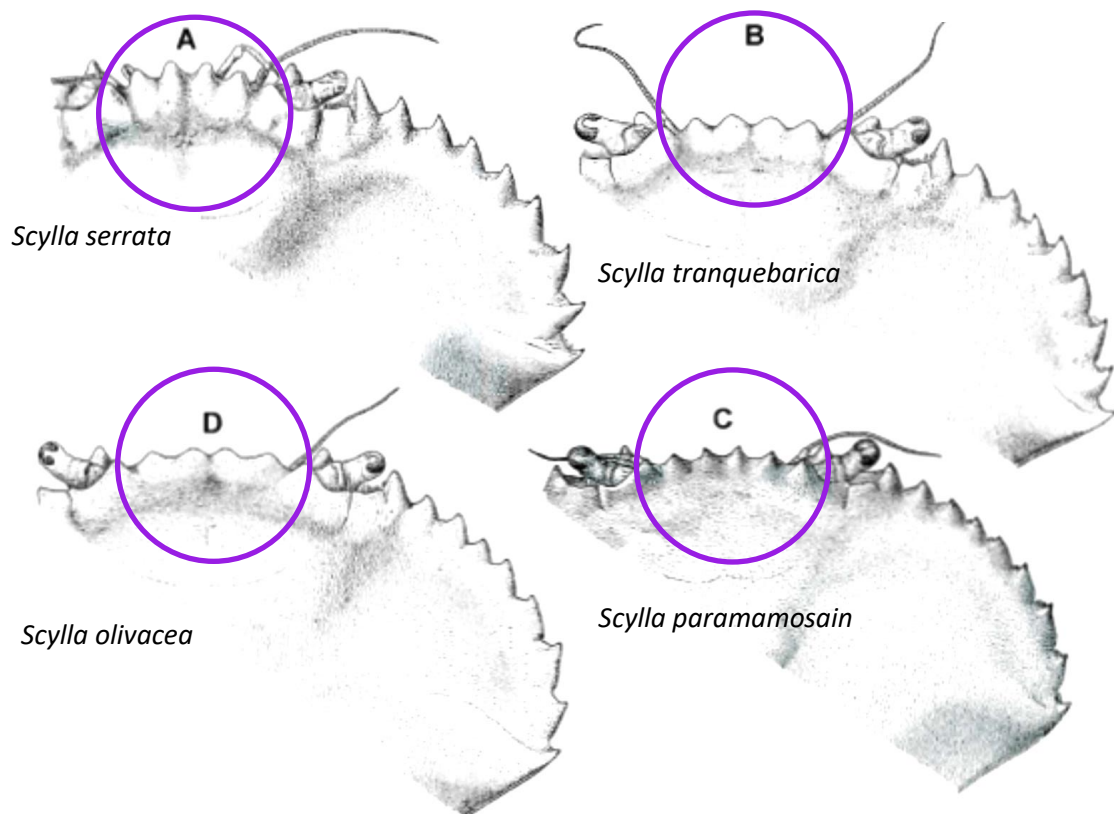 A
B
Scylla serrata
Scylla tranquebarica
D
C
Scylla olivacea
Scylla paramamosain